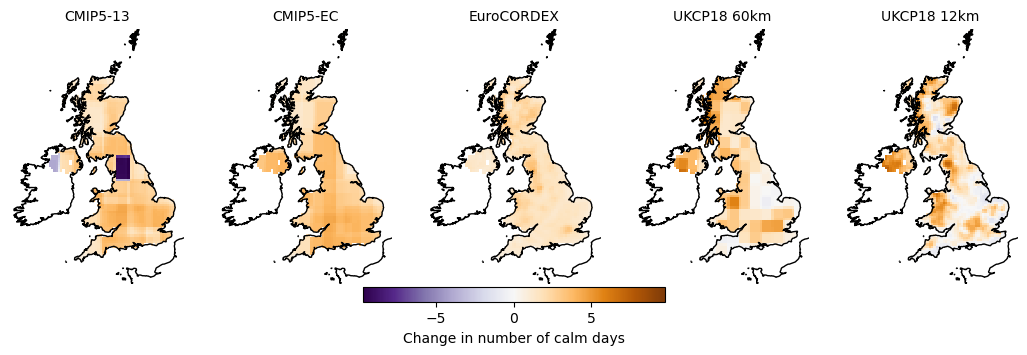 CMIP5-13 CMIP5-EC EuroCORDEX UKCP18 60km UKCP18 12km
−5 0 5
Change in number of calm days